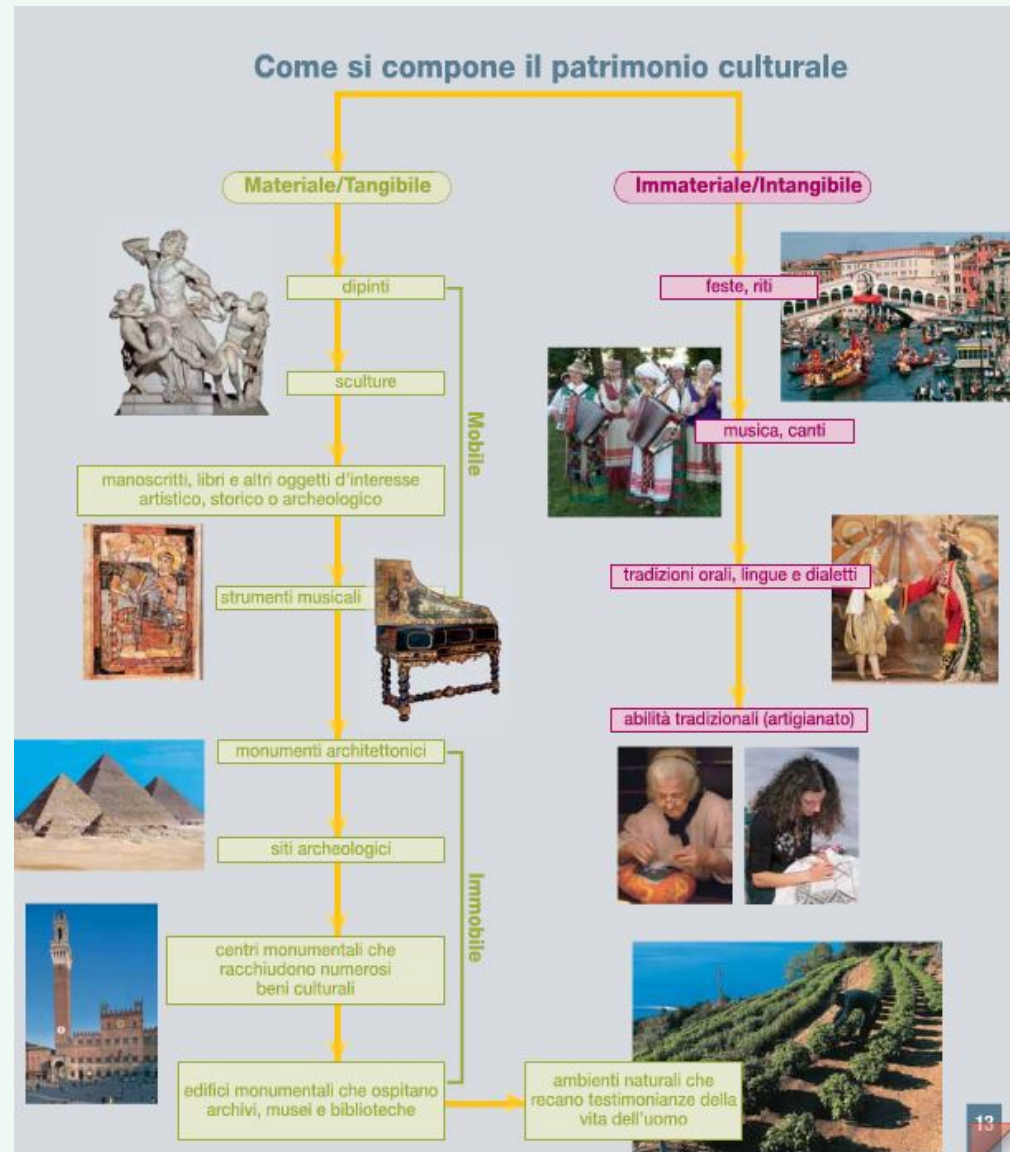 Come si compone il patrimonio culturale
Materiale/Tangibile
dipinti
sculture
manoscritti, libri e altri oggetti d'interesse
artistico, storico o archeologico
strumenti musicali
Mobile
monumenti architettonici
siti archeologici
centri monumentali che
racchiudono numerosi
beni culturali
edifici monumentali che ospitano
archivi, musei e biblioteche
Immobile
ambienti naturali che
recano testimonianze della
vita dell'uomo
Immateriale/Intangibile
feste, riti
musica, canti
tradizioni orali, lingue e dialetti
abilità tradizionali (artigianato)
13